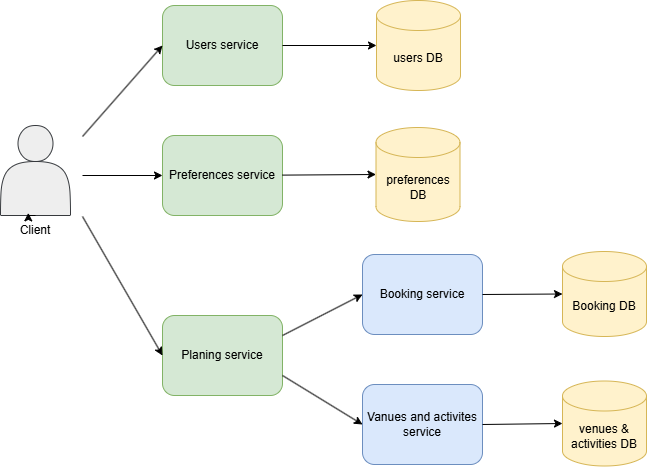 Users service
users DB
Preferences service
preferences
DB
Client
Booking service
Booking DB
Planing service
Vanues and activites
service
venues &
activities DB